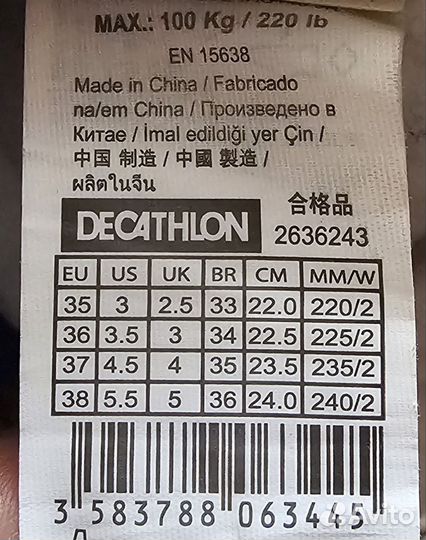 MAX.: 100 Kg / 220 lb
EN 15638
Made in China / Fabricado
na/em China / Произведено в
Китае / İmal edildiği yer Çin /
中国 制造 / 中國 製造 /
ผลิตในจีน
DECATHLON 合格品
2636243
EU US UK BR CM MM/W
35 3 2.5 33 22.0 220/2
36 3.5 3 34 22.5 225/2
37 4.5 4 35 23.5 235/2
38 5.5 5 36 24.0 240/2
3 583788 063445
Avito